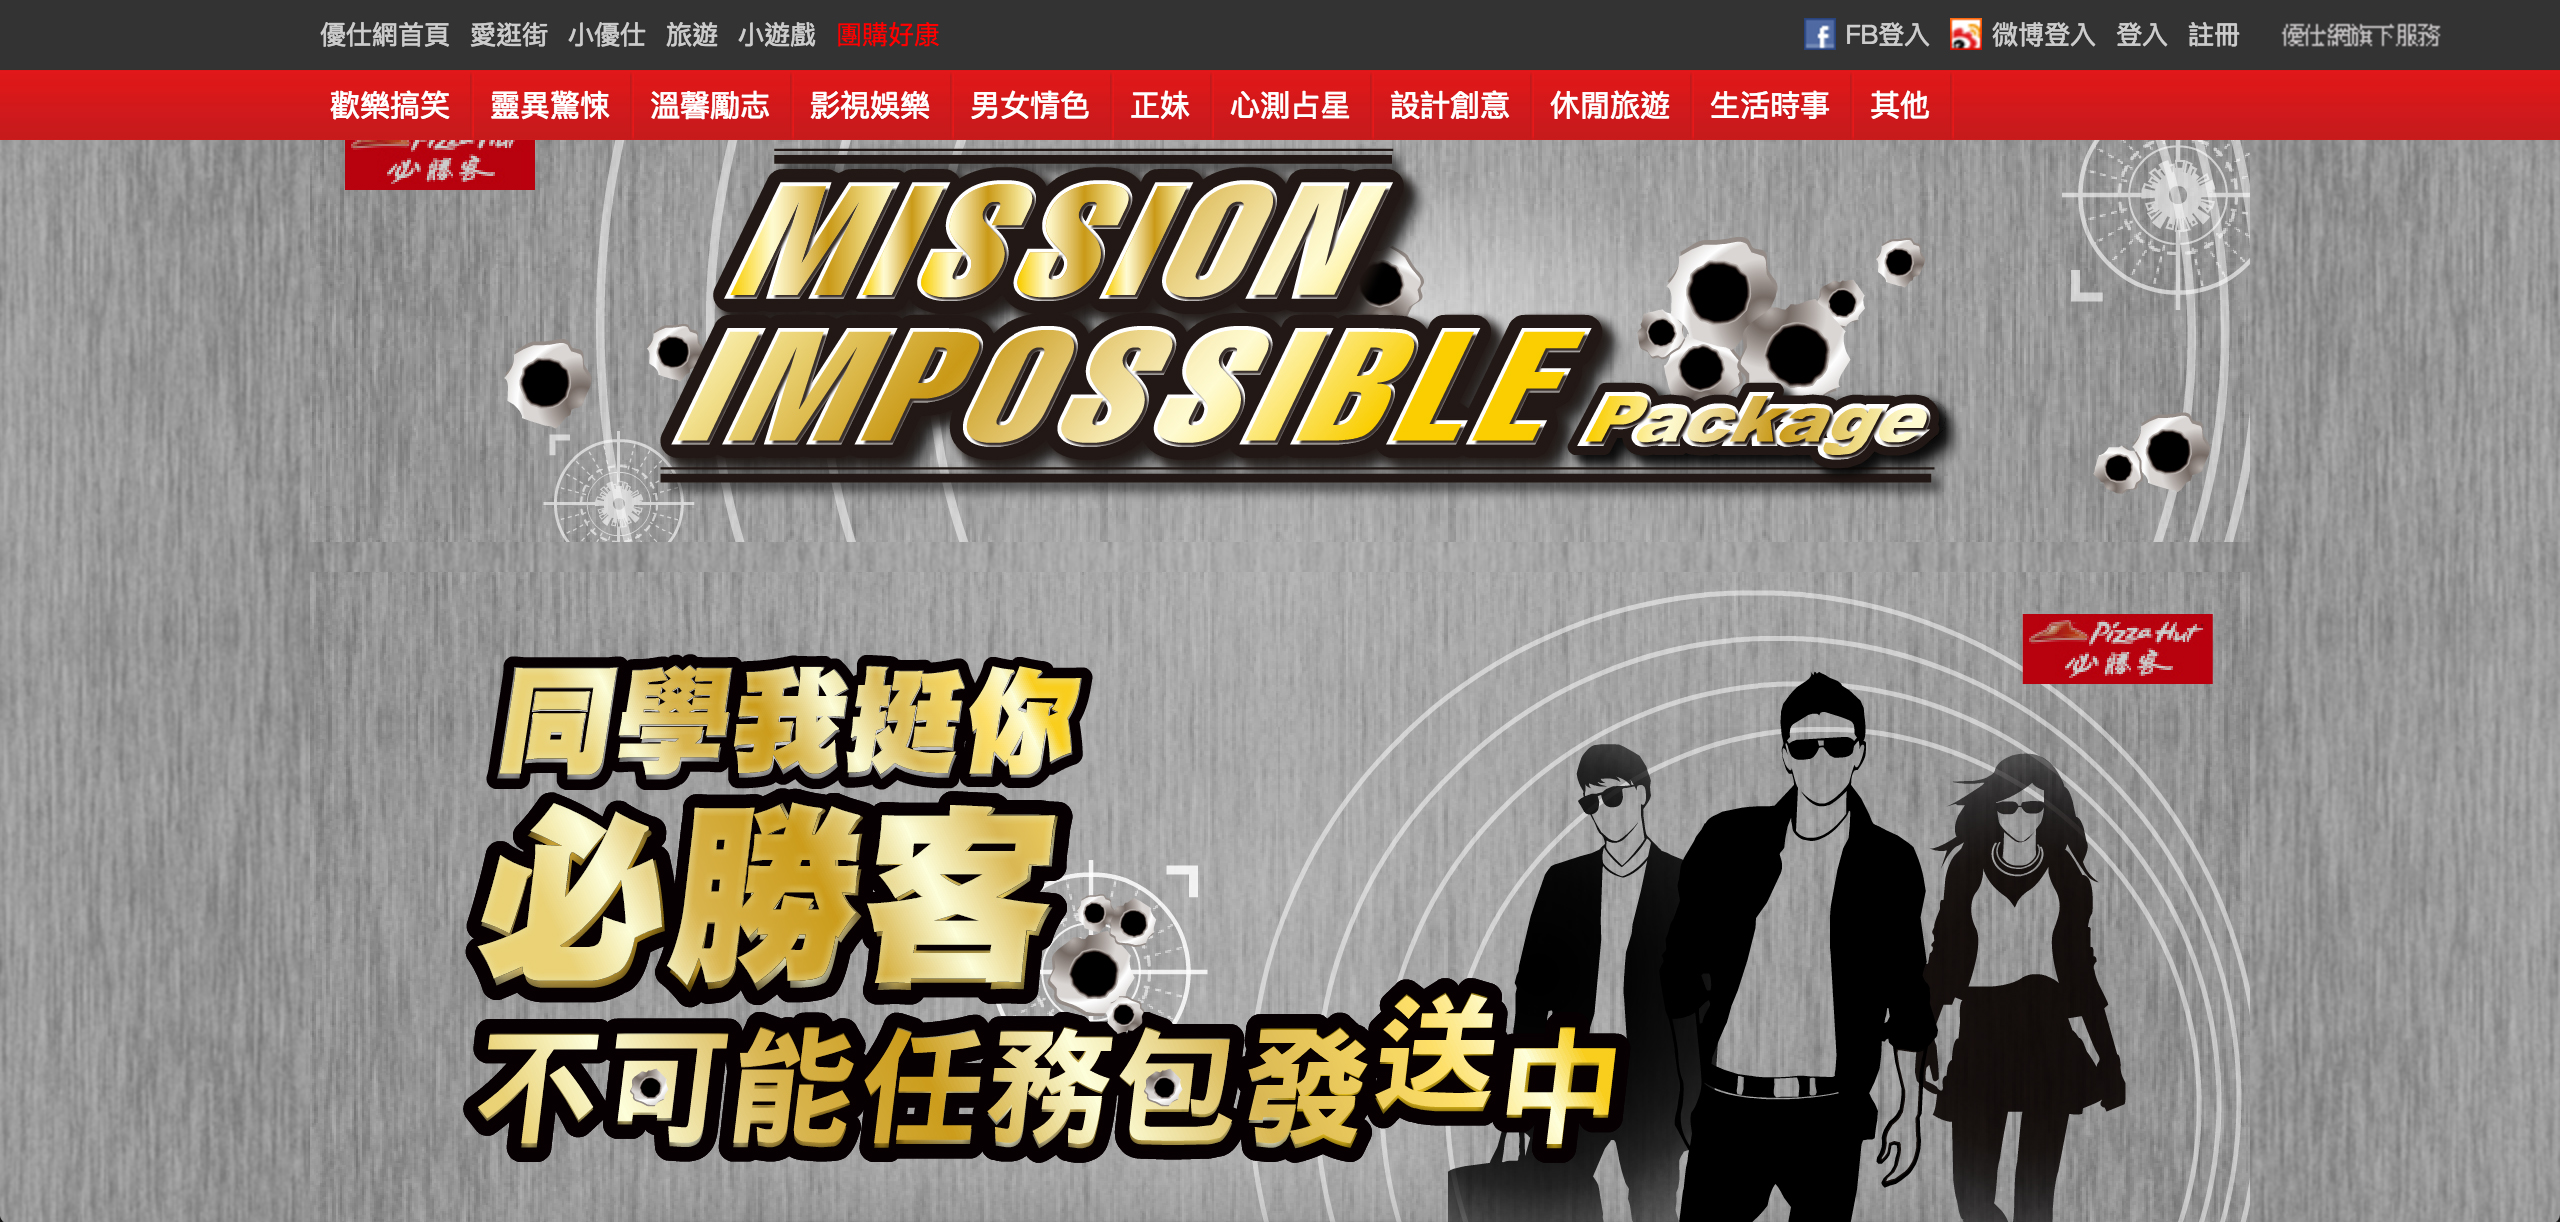 優仕網首頁 愛逛街 小優仕 旅遊 小遊戲 團購好康 FB登入 微博登入 登入 註冊 優仕網旗下服務
歡樂搞笑 靈異驚悚 溫馨勵志 影視娛樂 男女情色 正妹 心測占星 設計創意 休閒旅遊 生活時事 其他
Pizza Hut
必勝客
MISSION
IMPOSSIBLE
Package
Pizza Hut
必勝客
同學我挺你
必勝客
不可能任務包發送中